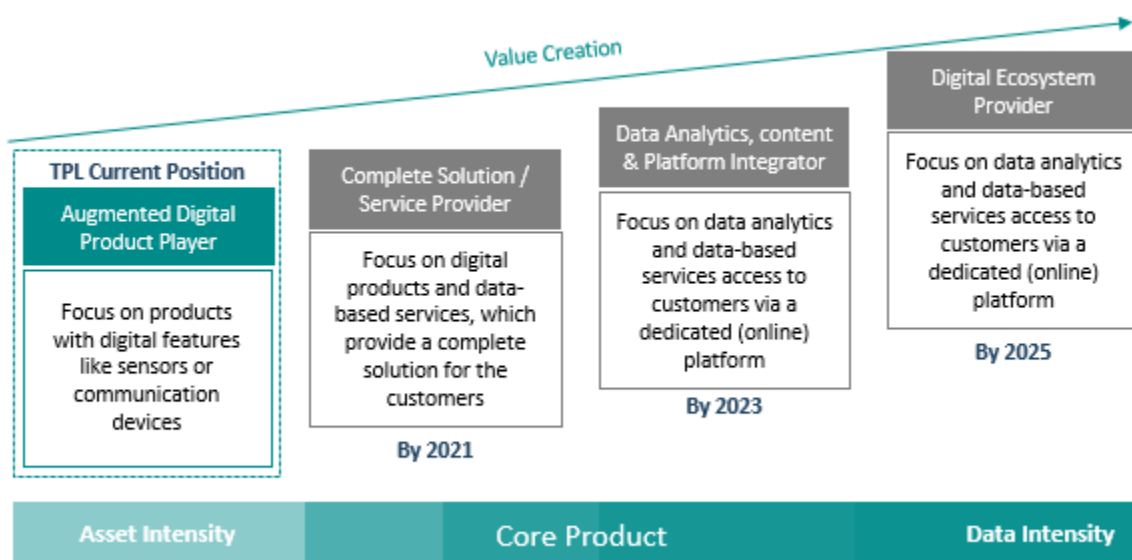 Value Creation
TPL Current Position
Augmented Digital
Product Player
Focus on products
with digital features
like sensors or
communication
devices
Complete Solution /
Service Provider
Focus on digital
products and data-
based services, which
provide a complete
solution for the
customers
By 2021
Data Analytics, content
& Platform Integrator
Focus on data analytics
and data-based
services access to
customers via a
dedicated (online)
platform
By 2023
Digital Ecosystem
Provider
Focus on data analytics
and data-based
services access to
customers via a
dedicated (online)
platform
By 2025
Asset Intensity
Core Product
Data Intensity